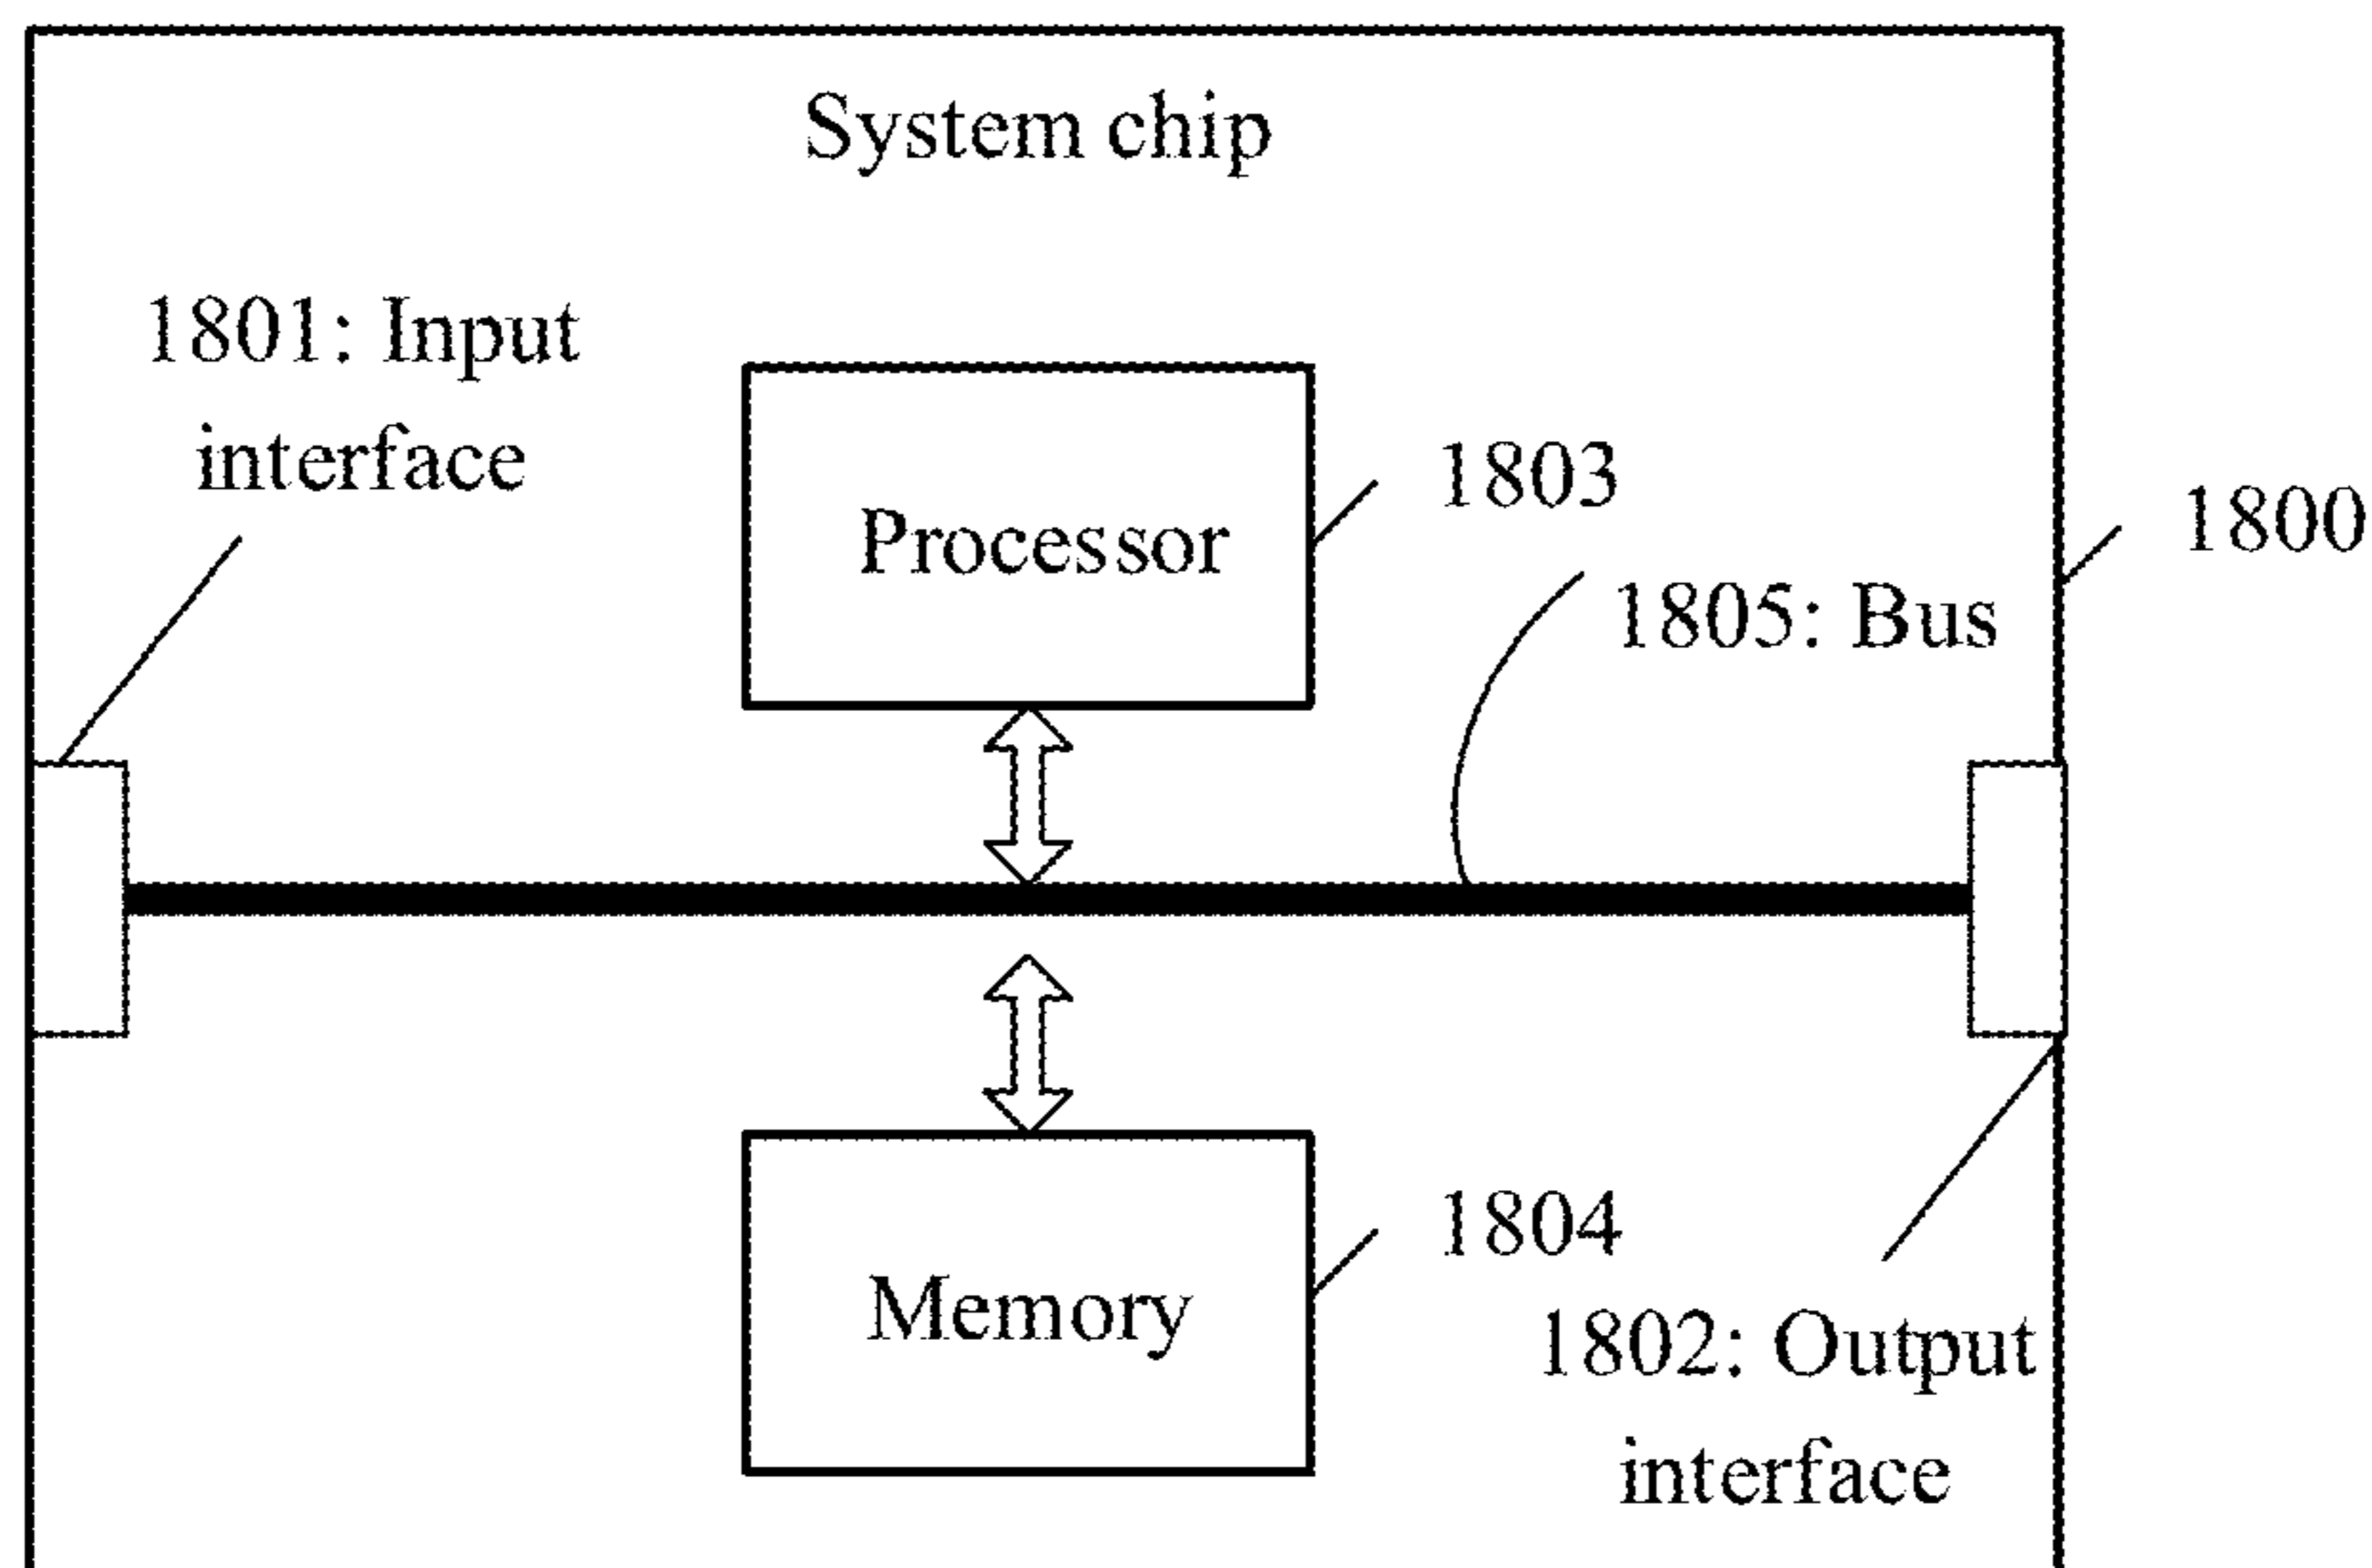 System chip
1801: Input
interface
Processor
1803
1800
1805: Bus
Memory
1804
1802: Output
interface